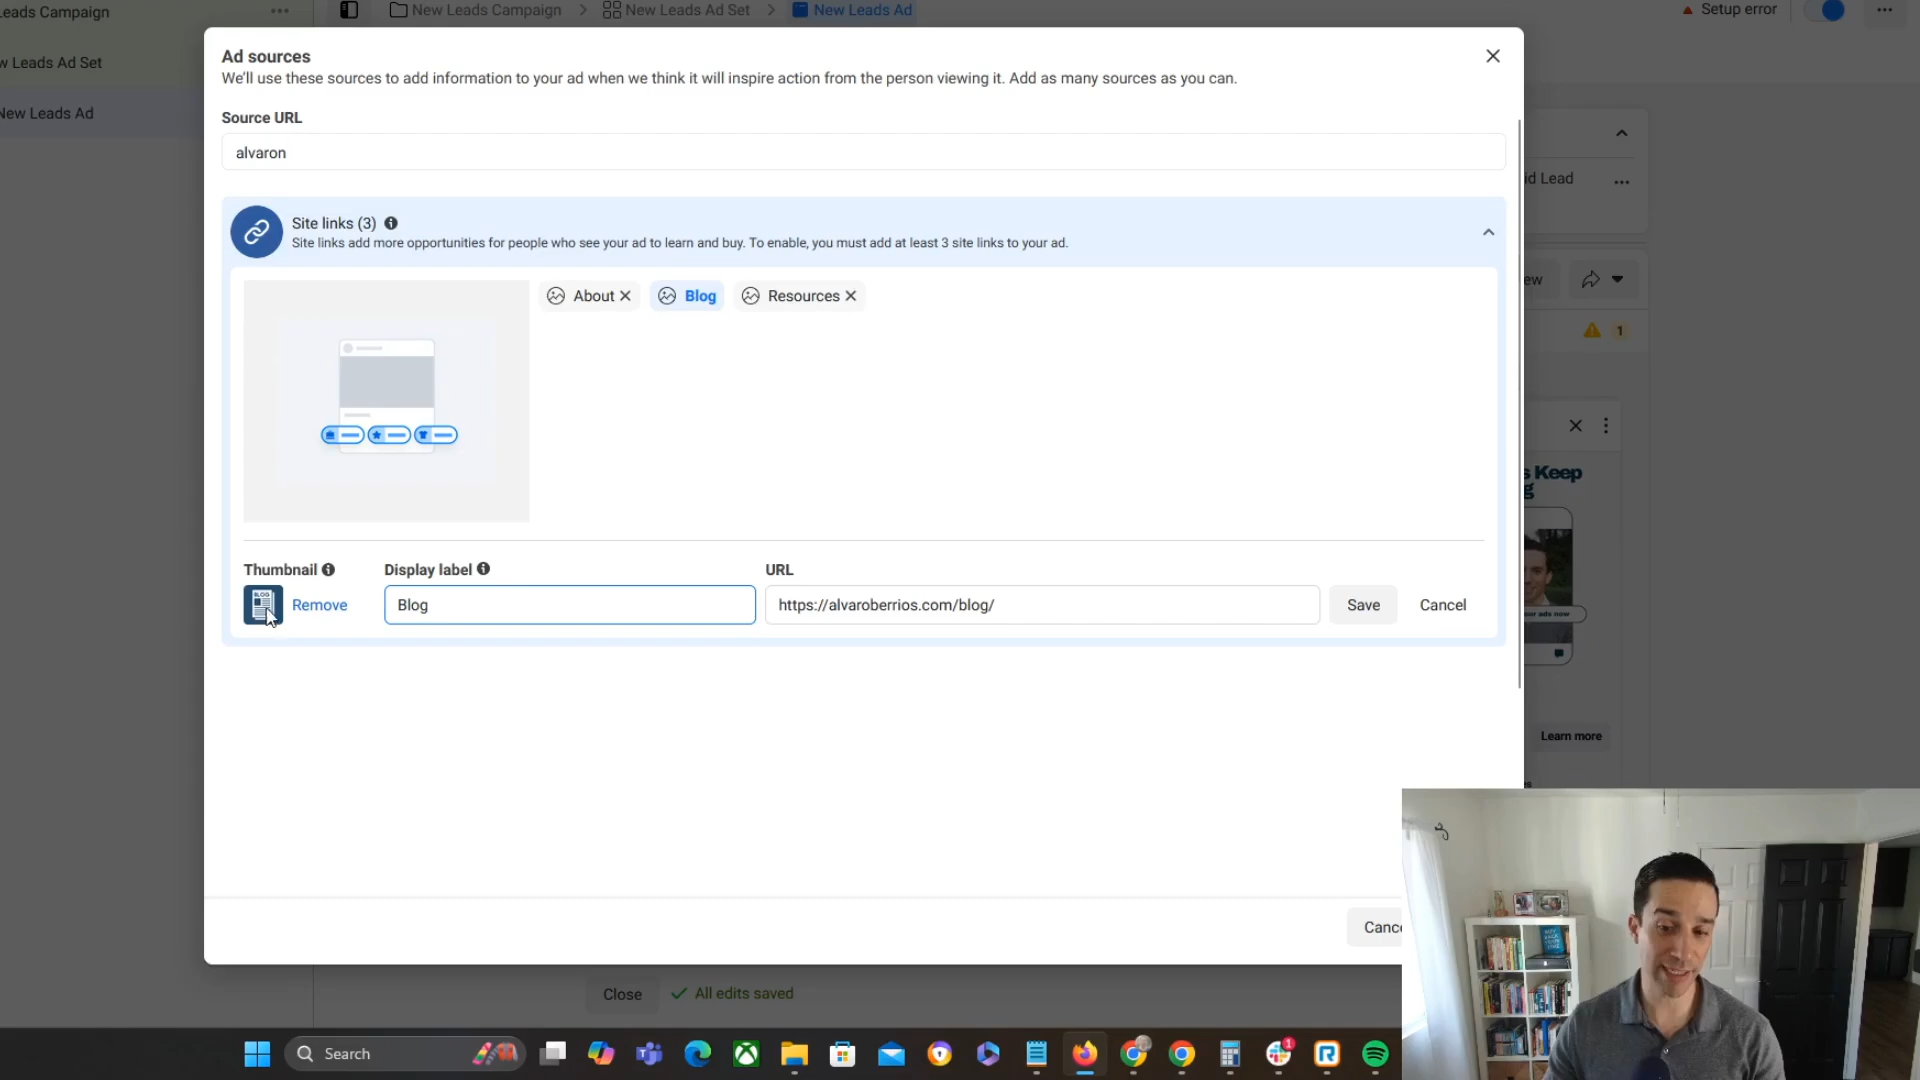 Leads Campaign
New Leads Campaign > New Leads Ad Set > New Leads Ad
Setup error
Leads Ad Set
New Leads Ad
Ad sources
We'll use these sources to add information to your ad when we think it will inspire action from the person viewing it. Add as many sources as you can.
Source URL
alvaron
Site links (3)
Site links add more opportunities for people who see your ad to learn and buy. To enable, you must add at least 3 site links to your ad.
About
Blog
Resources
Thumbnail
Display label
URL
BLOG
Remove
Blog
https://alvaroberrios.com/blog/
Save
Cancel
Lead
1
Keep
ads now
Learn more
Close
All edits saved
Search
1